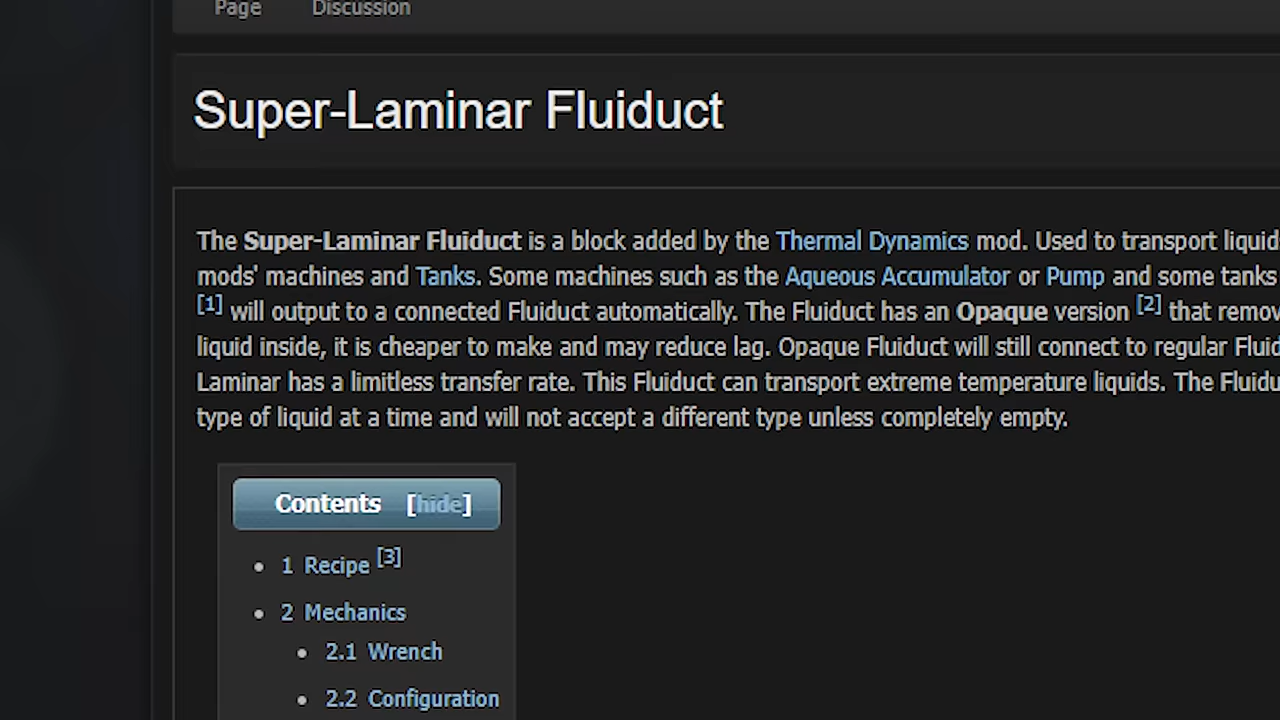 Page Discussion
Super-Laminar Fluiduct
The Super-Laminar Fluiduct is a block added by the Thermal Dynamics mod. Used to transport
mods' machines and Tanks. Some machines such as the Aqueous Accumulator or Pump and some tanks
[1] will output to a connected Fluiduct automatically. The Fluiduct has an Opaque version [2] that
liquid inside, it is cheaper to make and may reduce lag. Opaque Fluiduct will still connect to regular
Laminar has a limitless transfer rate. This Fluiduct can transport extreme temperature liquids. The
type of liquid at a time and will not accept a different type unless completely empty.
Contents [hide]
1 Recipe [3]
2 Mechanics
2.1 Wrench
2.2 Configuration